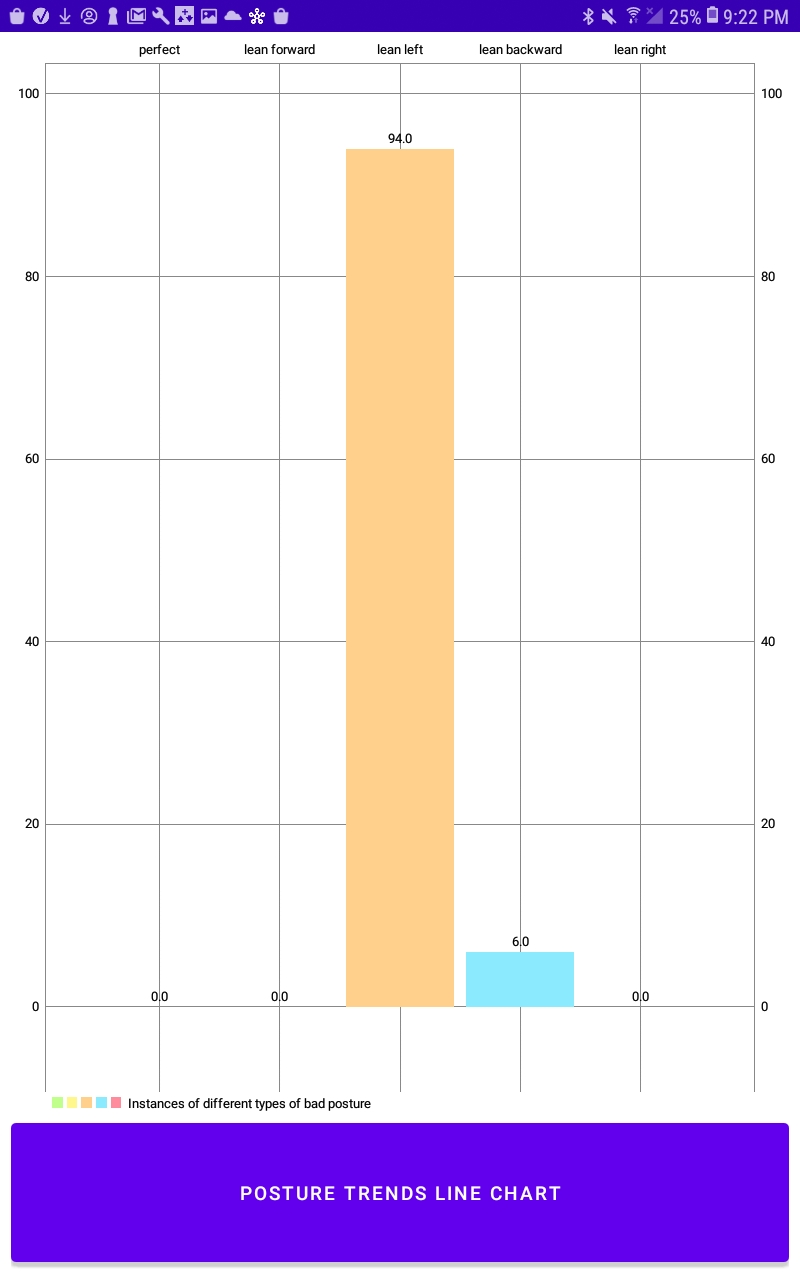 25% 9:22 PM
perfect lean forward lean left lean backward lean right
100 100
94.0
80 80
60 60
40 40
20 20
6.0
0.0 0.0 0.0
0 0
Instances of different types of bad posture
POSTURE TRENDS LINE CHART